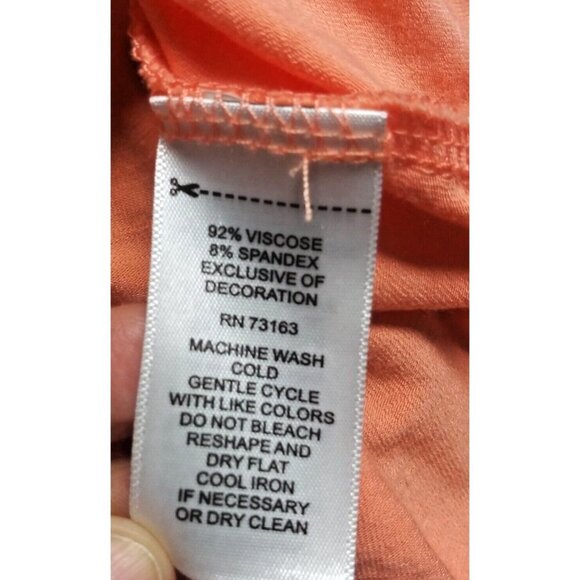 92% VISCOSE
8% SPANDEX
EXCLUSIVE OF
DECORATION
RN 73163
MACHINE WASH
COLD
GENTLE CYCLE
WITH LIKE COLORS
DO NOT BLEACH
RESHAPE AND
DRY FLAT
COOL IRON
IF NECESSARY
OR DRY CLEAN